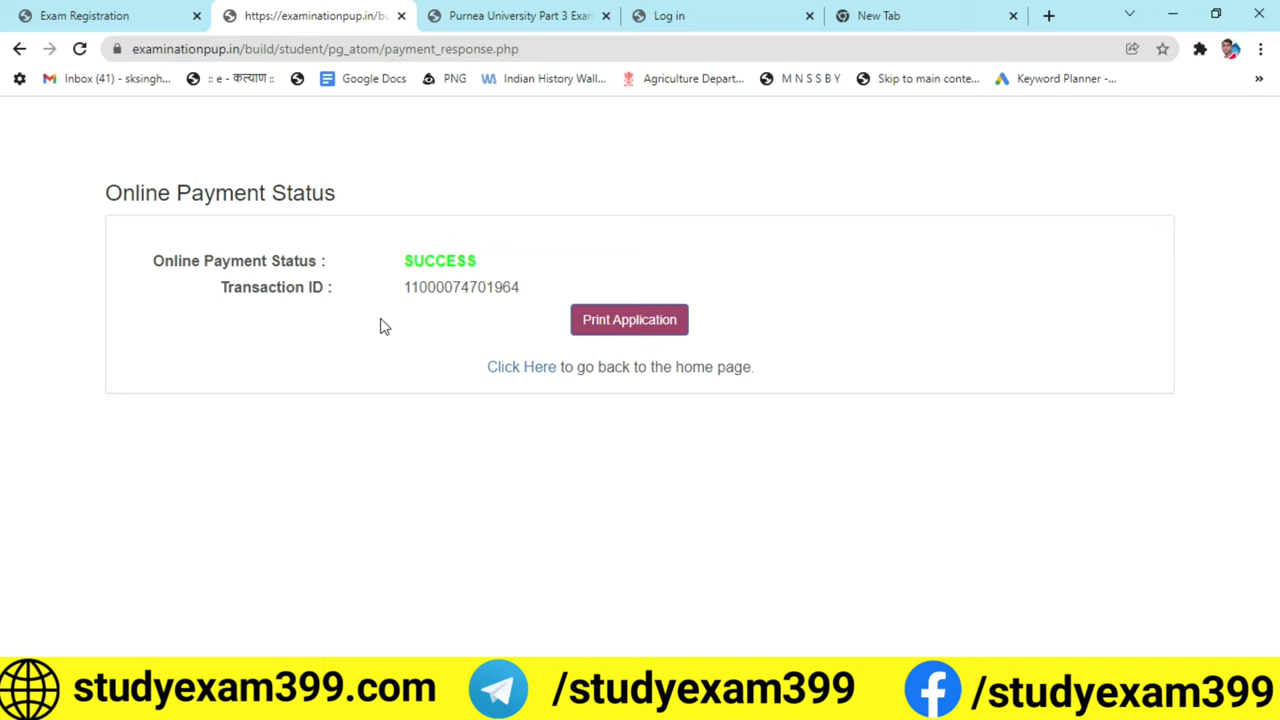 Exam Registration
https://examinationpup.in/bu
Purnea University Part 3 Exam
Log in
New Tab
examinationpup.in/build/student/pg_atom/payment_response.php
Inbox (41) - sksingh...
:: e - कल्याण ::
Google Docs
PNG
Indian History Wall...
Agriculture Depart...
M N S S B Y
Skip to main conte...
Keyword Planner -...
Online Payment Status
Online Payment Status : SUCCESS
Transaction ID : 11000074701964
Print Application
Click Here to go back to the home page.
studyexam399.com
/studyexam399
/studyexam399